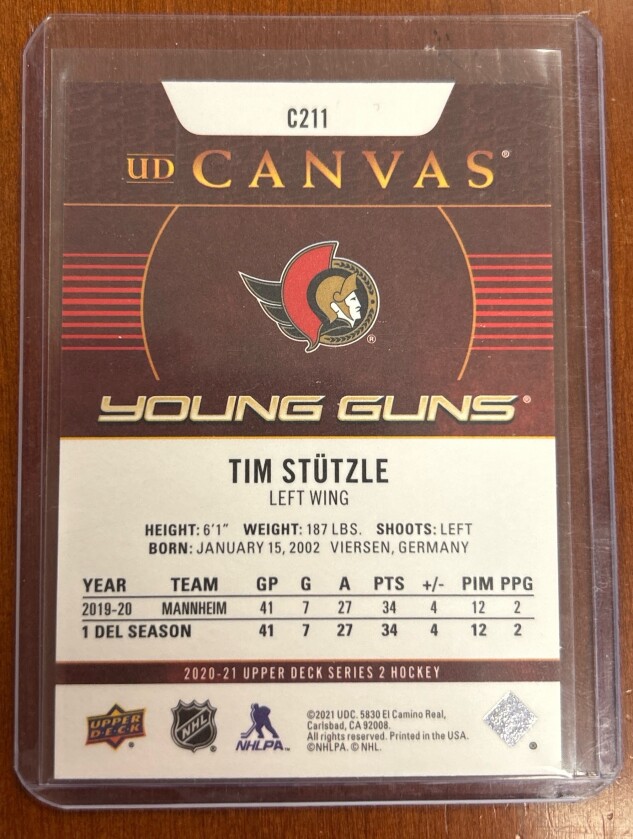 C211
UD CANVAS®
®
YOUNG GUNS®
TIM STÜTZLE
LEFT WING
HEIGHT: 6'1" WEIGHT: 187 LBS. SHOOTS: LEFT
BORN: JANUARY 15, 2002 VIERSEN, GERMANY
YEAR TEAM GP G A PTS +/- PIM PPG
2019-20 MANNHEIM 41 7 27 34 4 12 2
1 DEL SEASON 41 7 27 34 4 12 2
2020-21 UPPER DECK SERIES 2 HOCKEY
UPPER DECK ®
NHL ®
NHLPA™
©2021 UDC. 5830 El Camino Real,
Carlsbad, CA 92008.
All rights reserved. Printed in the USA.
©NHLPA. © NHL.
®